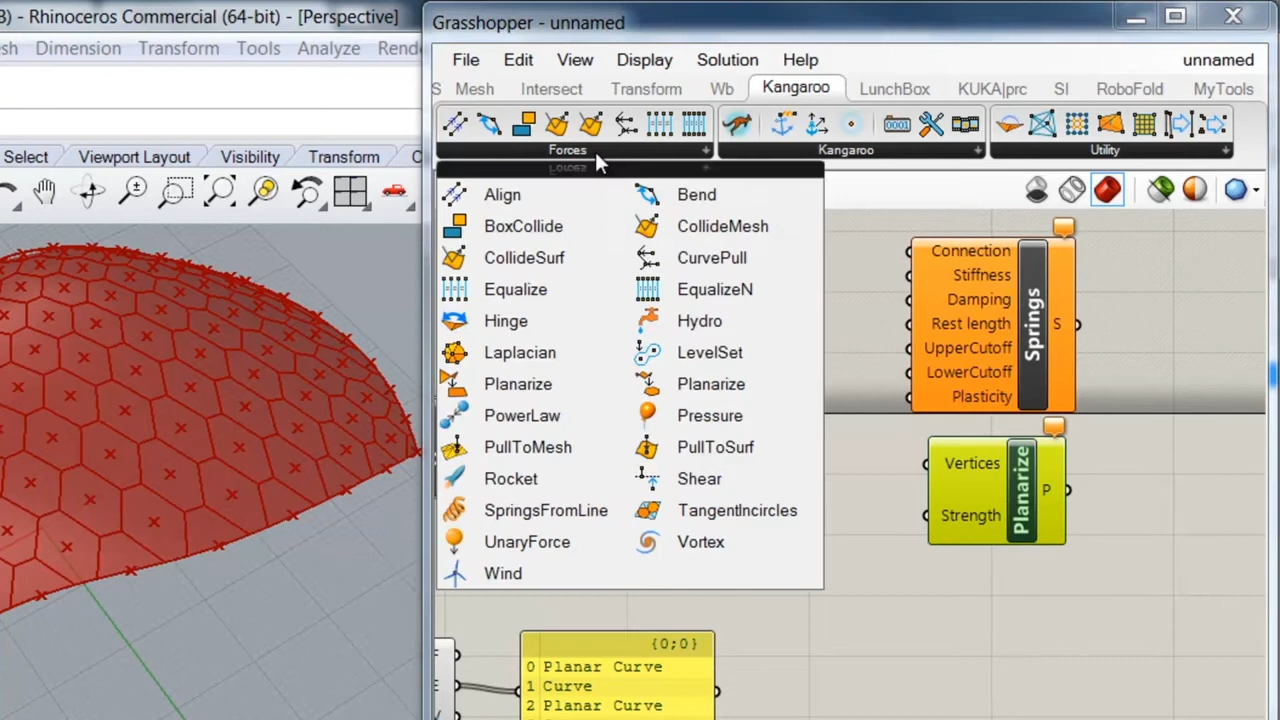 3) - Rhinoceros Commercial (64-bit) - [Perspective]
Grasshopper - unnamed
sh Dimension Transform Tools Analyze Rend
File Edit View Display Solution Help unnamed
S Mesh Intersect Transform Wb Kangaroo LunchBox KUKA|prc SI RoboFold MyTools
Forces Kangaroo Utility
Select Viewport Layout Visibility Transform
Forces
Align Bend
BoxCollide CollideMesh
CollideSurf CurvePull
Equalize EqualizeN
Hinge Hydro
Laplacian LevelSet
Planarize Planarize
PowerLaw Pressure
PullToMesh PullToSurf
Rocket Shear
SpringsFromLine TangentIncircles
UnaryForce Vortex
Wind
Connection
Stiffness
Damping
Rest length
UpperCutoff
LowerCutoff
Plasticity
Springs
S
Vertices
Strength
Planarize
P
{0;0}
0 Planar Curve
1 Curve
2 Planar Curve